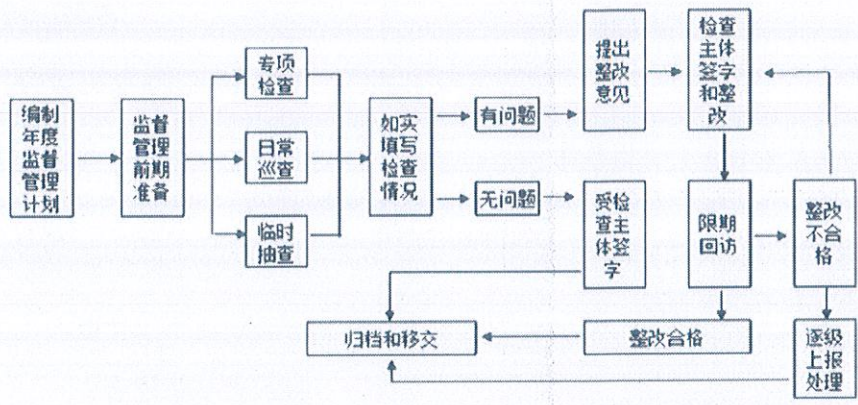 编制
年度
监督
管理
计划
监督
管理
前期
准备
专项
检查
日常
巡查
临时
抽查
如实
填写
检查
情况
有问题
无问题
提出
整改
意见
检查
主体
签字
和整
改
受检
查主
体签
字
限期
回访
整改
不合
格
归档和移交
整改合格
逐级
上报
处理